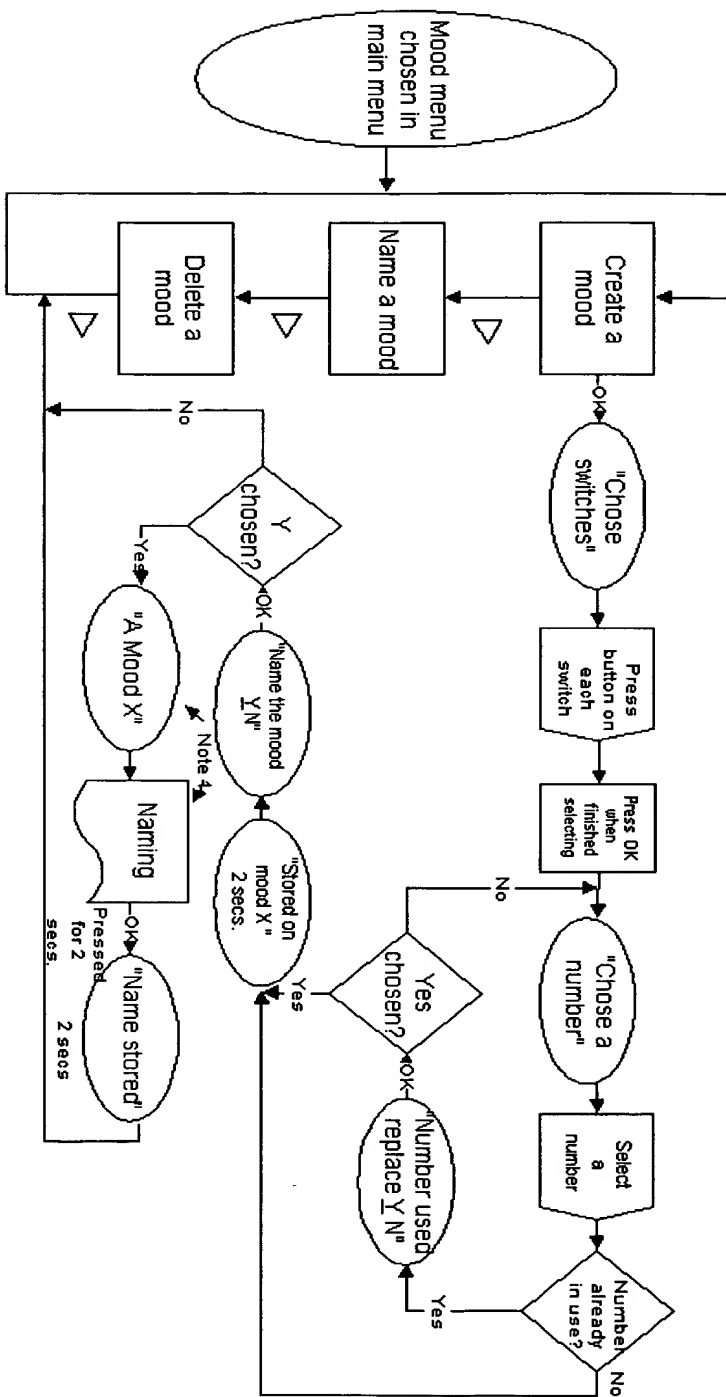 Mood menu
chosen in
main menu
Create a
mood
OK
"Chose
switches"
Press
button on
each
switch
Press OK
when
finished
selecting
"Chose a
number"
Select
a
number
Number
already
in use?
No
Yes
"Number used
replace Y N"
OK
Yes
chosen?
No
Yes
"Stored on
mood X"
2 secs.
"Name the mood
Y N"
OK
Y
chosen?
No
Yes
"A Mood X"
Note 4
Naming
OK
Pressed
for 2
secs.
"Name stored"
2 secs
Name a mood
Delete a
mood